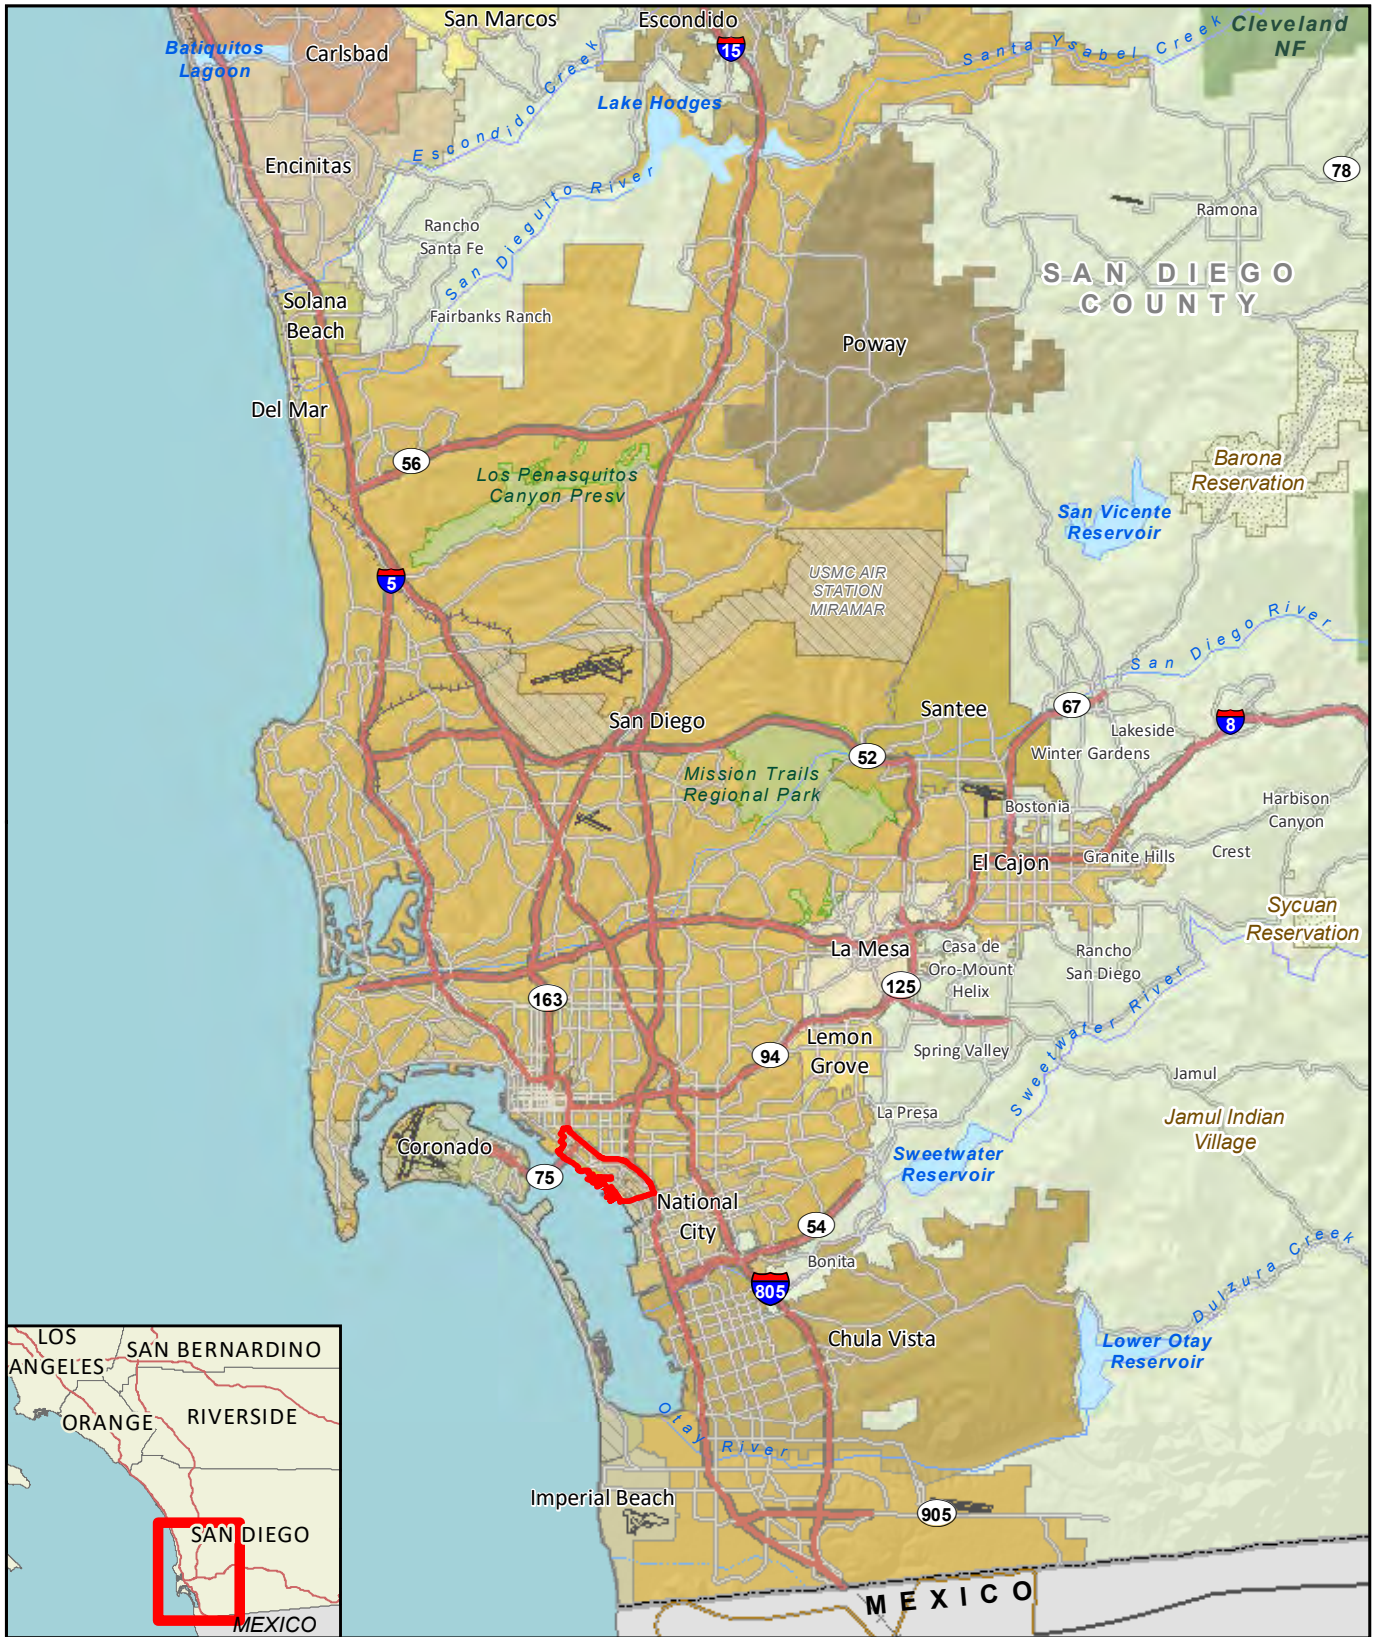 San Marcos
Escondido
Cleveland
NF
Batiquitos
Lagoon
Carlsbad
15
Santa Ysabel Creek
Escondido Creek
Lake Hodges
Encinitas
78
San Dieguito River
Rancho
Santa Fe
Ramona
SAN DIEGO
COUNTY
Solana
Beach
Fairbanks Ranch
Poway
Del Mar
56
Los Penasquitos
Canyon Presv
Barona
Reservation
San Vicente
Reservoir
5
USMC AIR
STATION
MIRAMAR
San Diego River
San Diego
Santee
67
Lakeside
8
Winter Gardens
52
Mission Trails
Regional Park
Bostonia
Harbison
Canyon
El Cajon
Granite Hills
Crest
Sycuan
Reservation
La Mesa
Casa de
Oro-Mount
Helix
Rancho
San Diego
125
163
Sweetwater River
Lemon
Grove
Spring Valley
94
Jamul
La Presa
Jamul Indian
Village
Coronado
75
Sweetwater
Reservoir
National
City
54
Bonita
Dulzura Creek
805
Chula Vista
Lower Otay
Reservoir
Otay River
Imperial Beach
905
MEXICO
LOS
ANGELES
SAN BERNARDINO
ORANGE
RIVERSIDE
SAN DIEGO
MEXICO